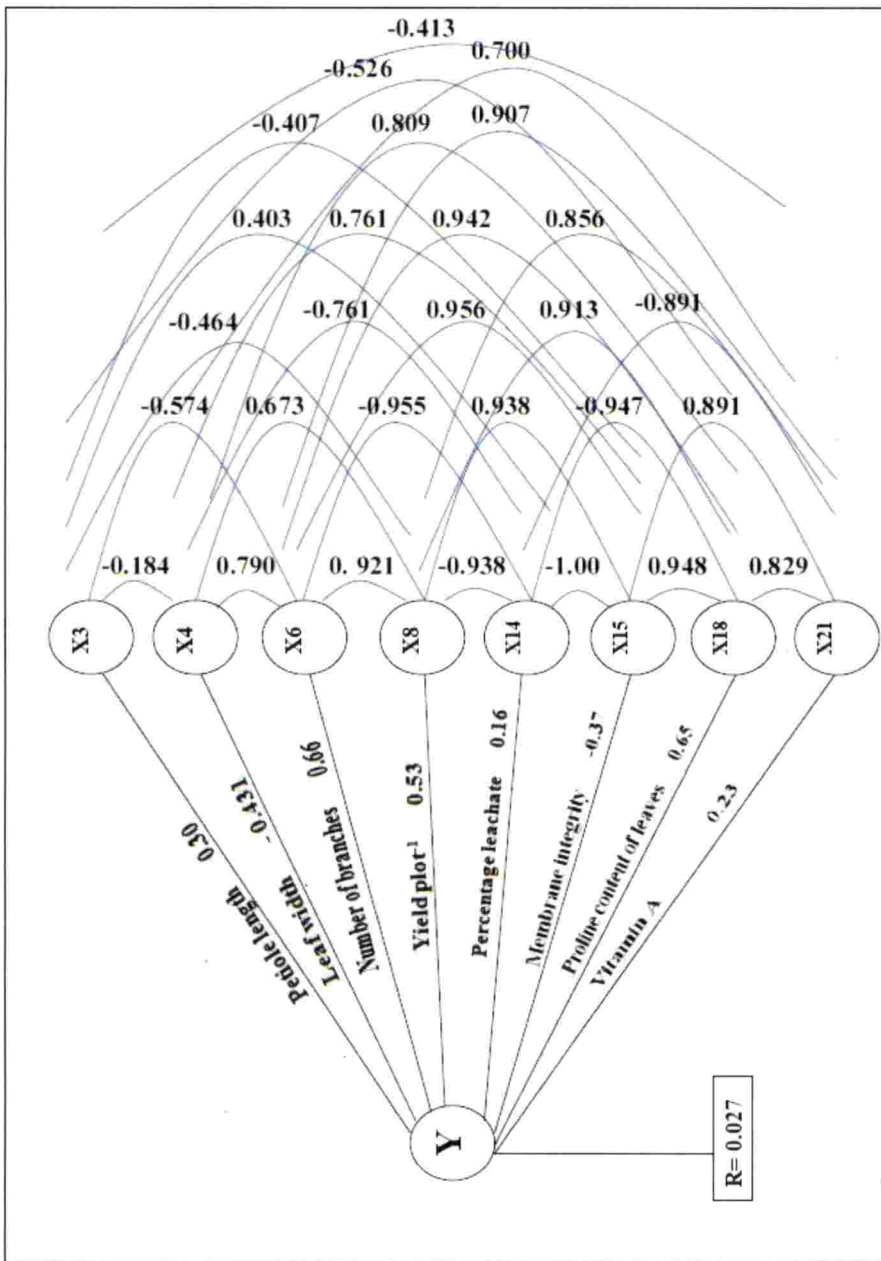 -0.413
0.700
-0.526
-0.407
0.809
0.907
0.403
0.761
0.942
0.856
-0.464
-0.761
0.956
0.913
-0.891
-0.574
0.673
-0.955
0.938
-0.947
0.891
-0.184
0.790
0. 921
-0.938
-1.00
0.948
0.829
X3
X4
X6
X8
X14
X15
X18
X21
Petiole length 0.30
Leaf width -0.431
Number of branches 0.66
Yield plot⁻¹ 0.53
Percentage leachate 0.16
Membrane integrity -0.37
Proline content of leaves 0.65
Vitamin A 0.23
Y
R= 0.027